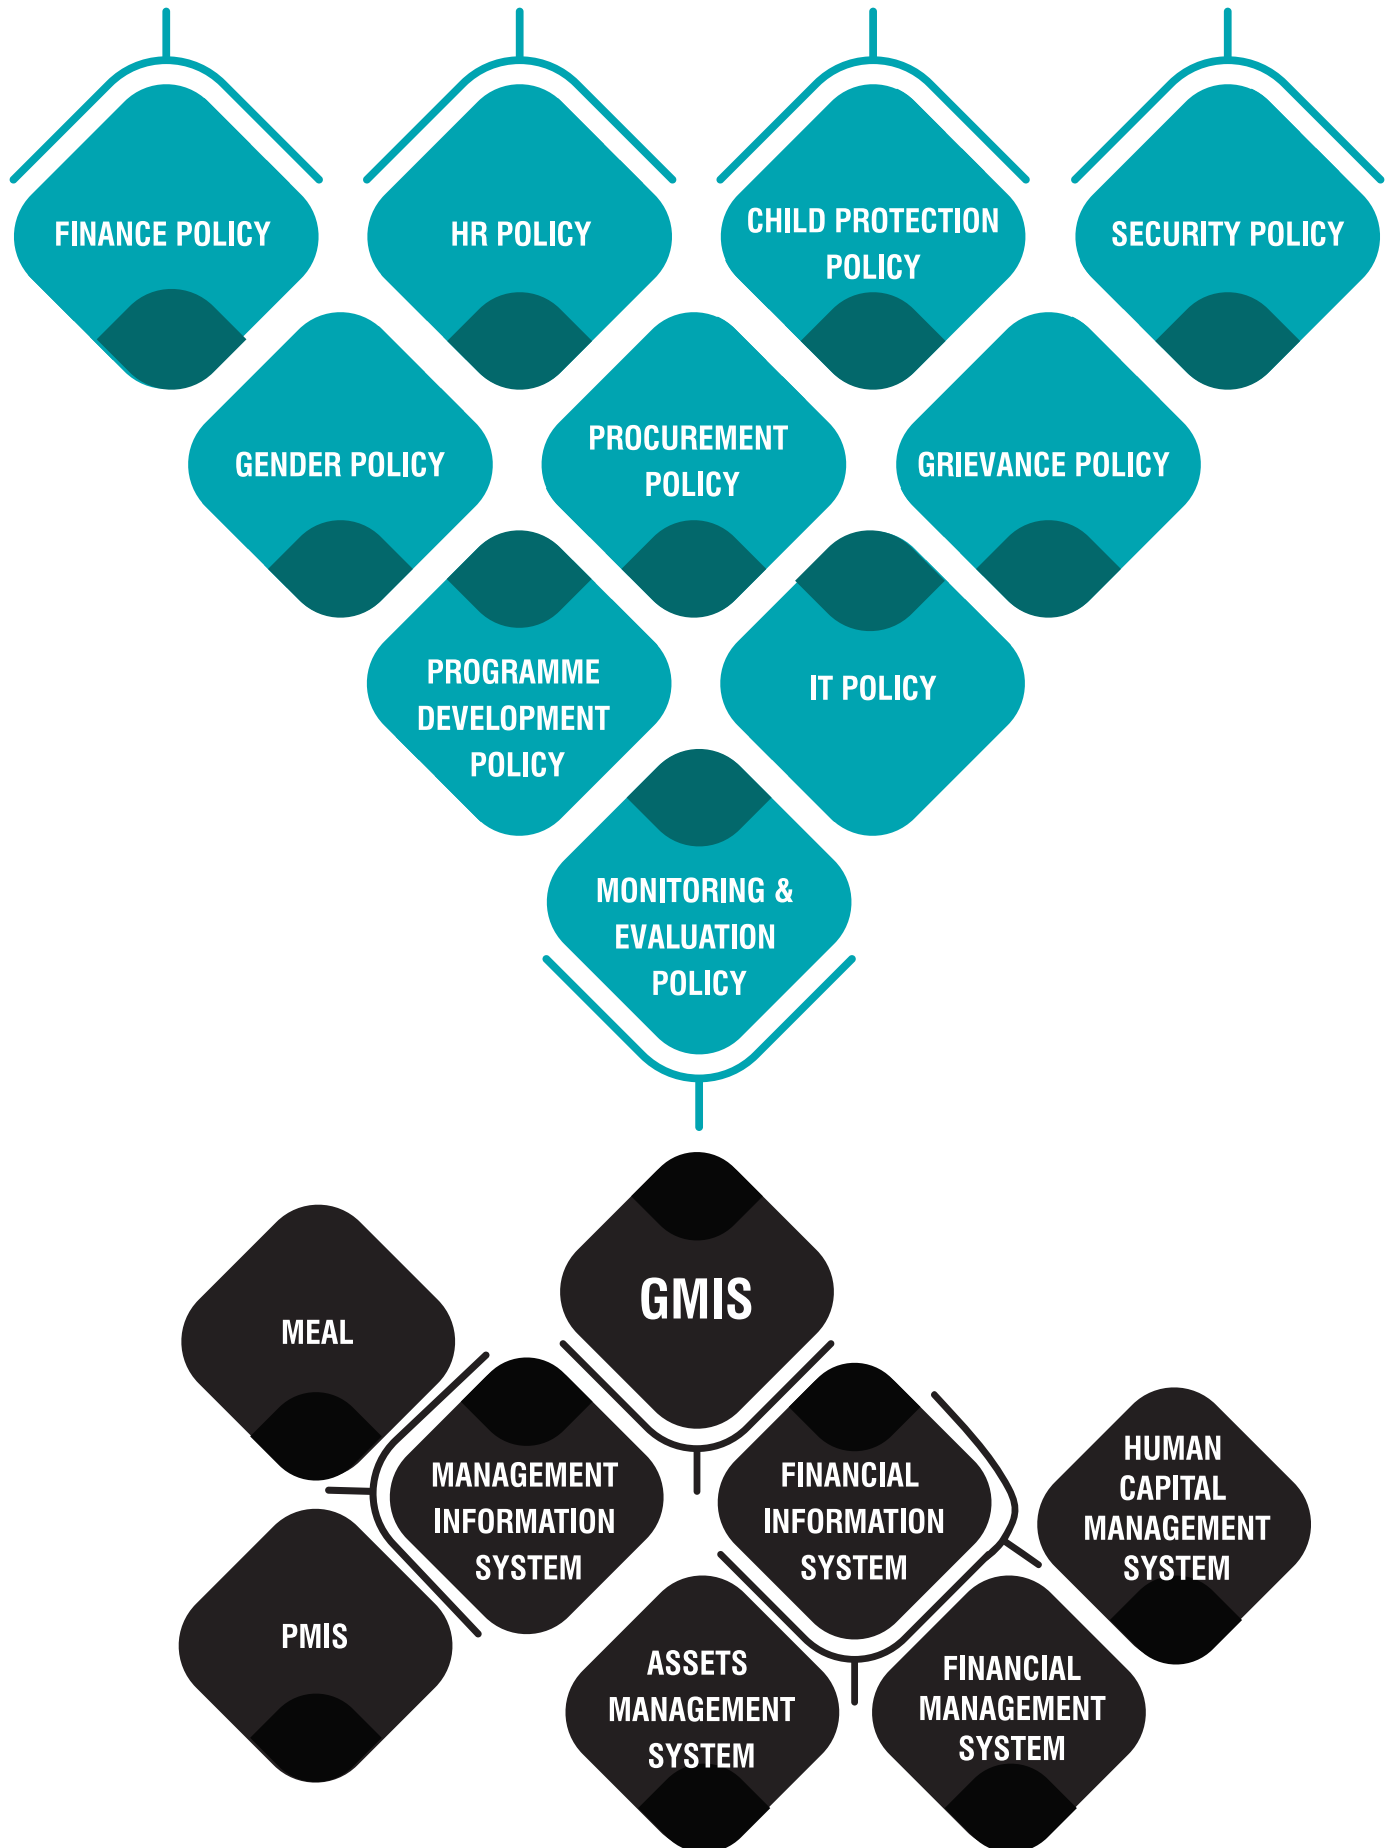 FINANCE POLICY
HR POLICY
CHILD PROTECTION
POLICY
SECURITY POLICY
GENDER POLICY
PROCUREMENT
POLICY
GRIEVANCE POLICY
PROGRAMME
DEVELOPMENT
POLICY
IT POLICY
MONITORING &
EVALUATION
POLICY
GMIS
MEAL
MANAGEMENT
INFORMATION
SYSTEM
FINANCIAL
INFORMATION
SYSTEM
HUMAN
CAPITAL
MANAGEMENT
SYSTEM
PMIS
ASSETS
MANAGEMENT
SYSTEM
FINANCIAL
MANAGEMENT
SYSTEM